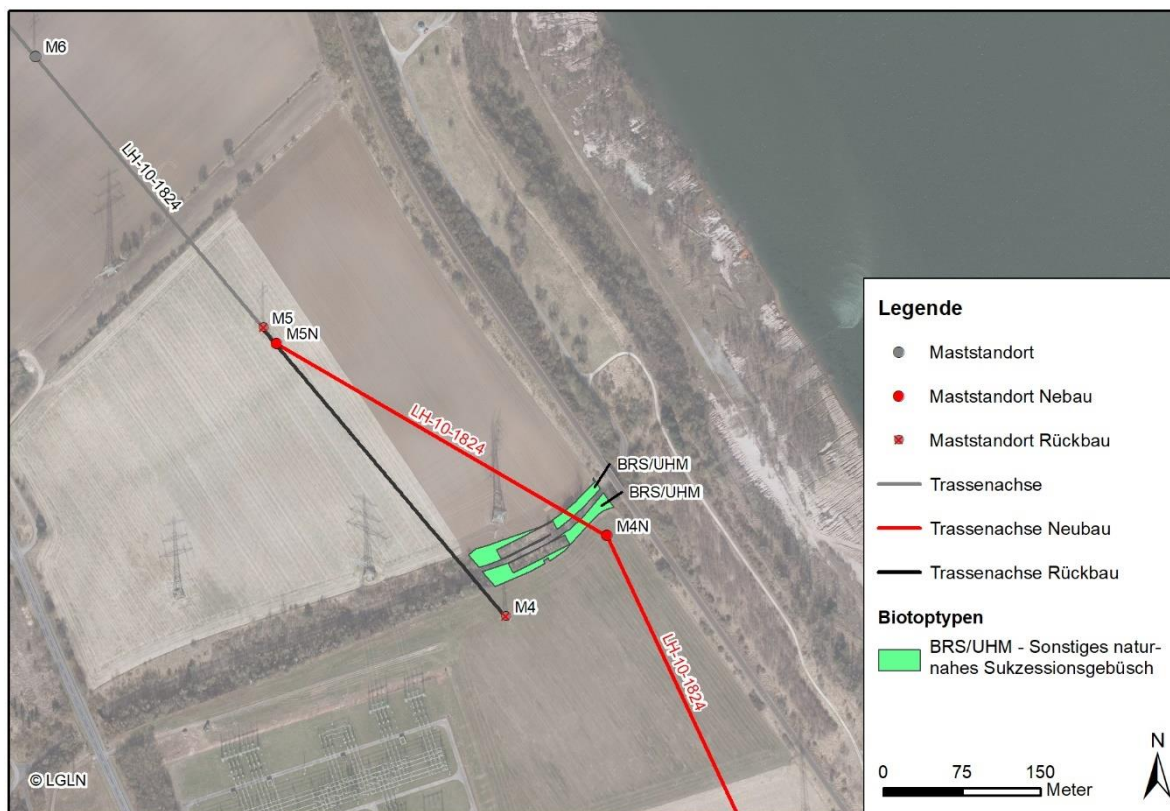 M6
LH-10-1824
M5
M5N
LH-10-1824
BRS/UHM
BRS/UHM
M4N
M4
LH-10-1824
© LGLN
Legende
Maststandort
Maststandort Nebau
Maststandort Rückbau
Trassenachse
Trassenachse Neubau
Trassenachse Rückbau
Biotoptypen
BRS/UHM - Sonstiges natur-
nahes Sukzessionsgebüsch
N
0 75 150
Meter